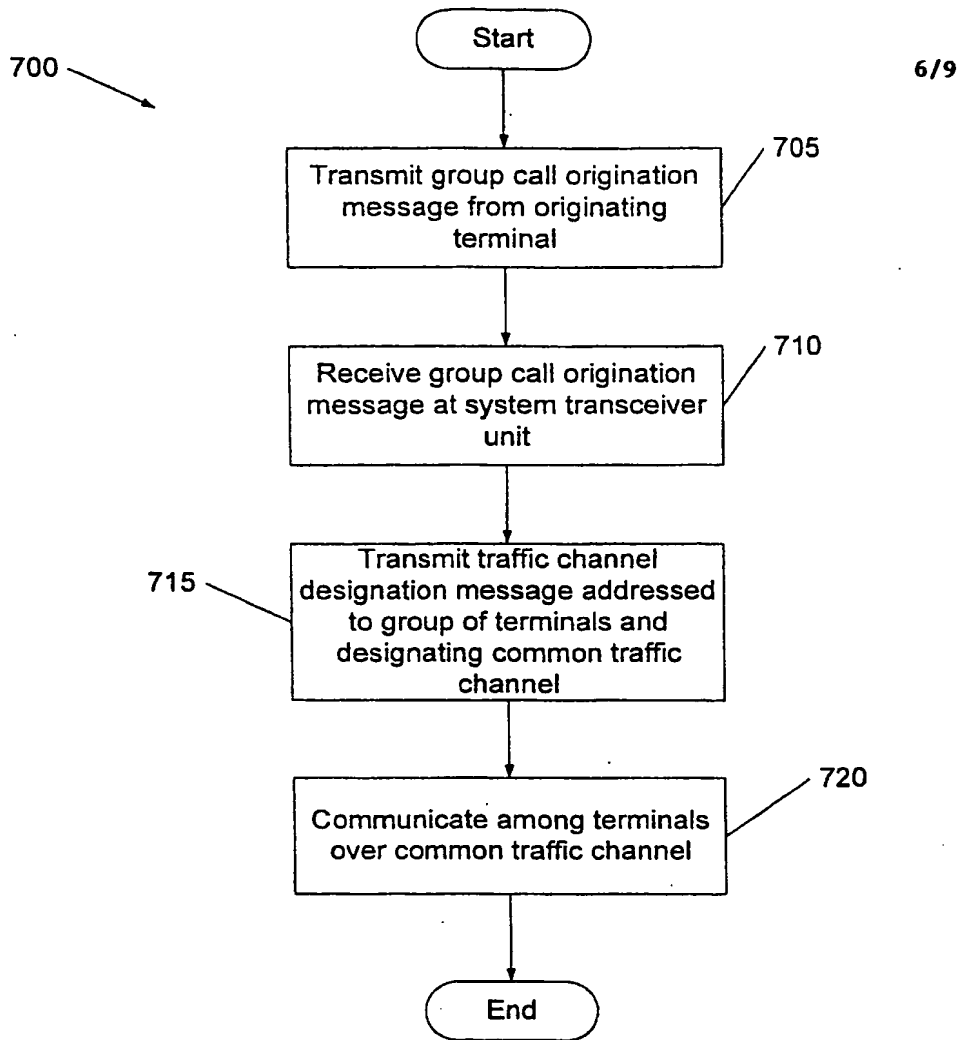 Start
700
6/9
705
Transmit group call origination
message from originating
terminal
710
Receive group call origination
message at system transceiver
unit
715
Transmit traffic channel
designation message addressed
to group of terminals and
designating common traffic
channel
720
Communicate among terminals
over common traffic channel
End